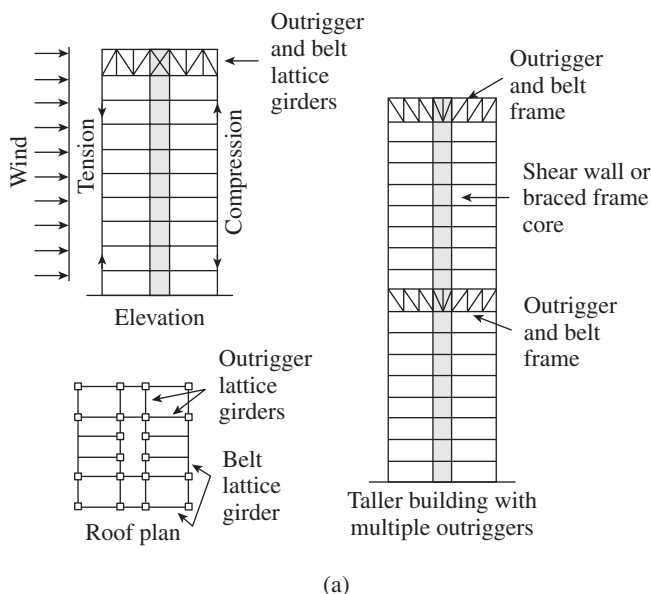 Outrigger
and belt
lattice
girders
Wind
Tension
Compression
Elevation
Outrigger
lattice
girders
Belt
lattice
girder
Roof plan
Outrigger
and belt
frame
Shear wall or
braced frame
core
Outrigger
and belt
frame
Taller building with
multiple outriggers
(a)